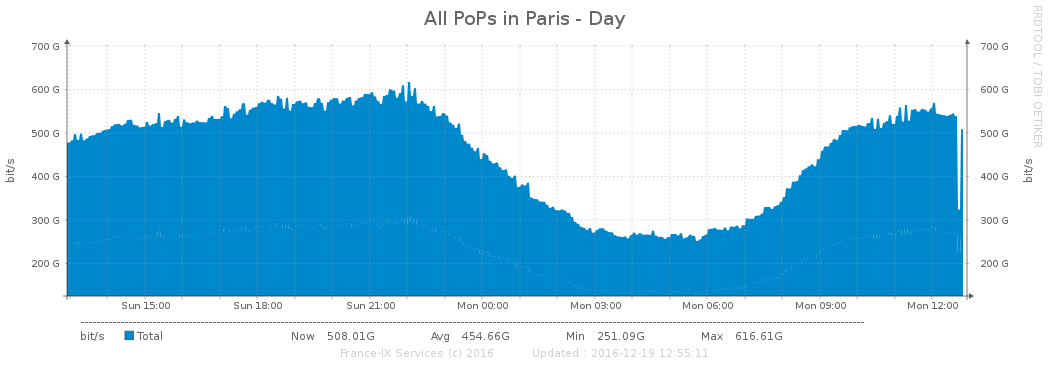 All PoPs in Paris - Day
RRDTOOL / TOBI OETIKER
700 G 700 G
600 G 600 G
500 G 500 G
400 G 400 G
300 G 300 G
200 G 200 G
bit/s
bit/s
Sun 15:00 Sun 18:00 Sun 21:00 Mon 00:00 Mon 03:00 Mon 06:00 Mon 09:00 Mon 12:00
bit/s Total Now 508.01G Avg 454.66G Min 251.09G Max 616.61G
France-IX Services (c) 2016 Updated : 2016-12-19 12:55:11